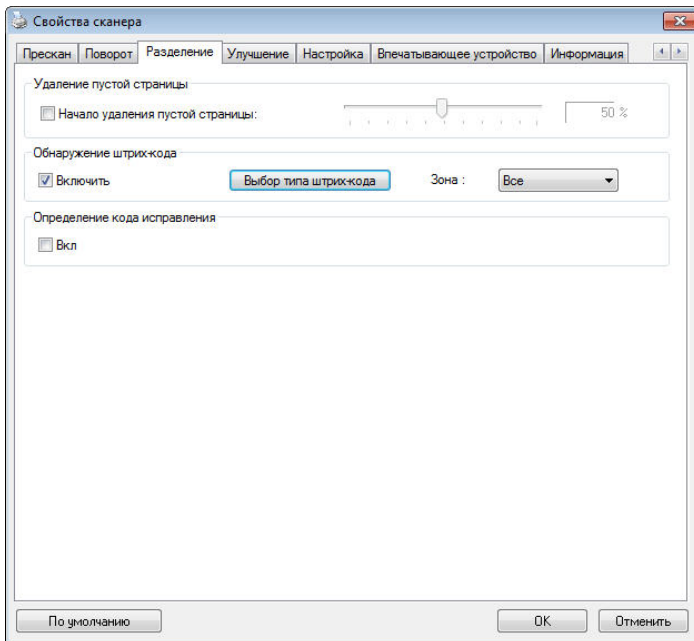 Свойства сканера
Прескан Поворот Разделение Улучшение Настройка Впечатывающее устройство Информация
Удаление пустой страницы
Начало удаления пустой страницы: 50 %
Обнаружение штрих-кода
Включить Выбор типа штрих-кода Зона : Все
Определение кода исправления
Вкл
По умолчанию OK Отменить